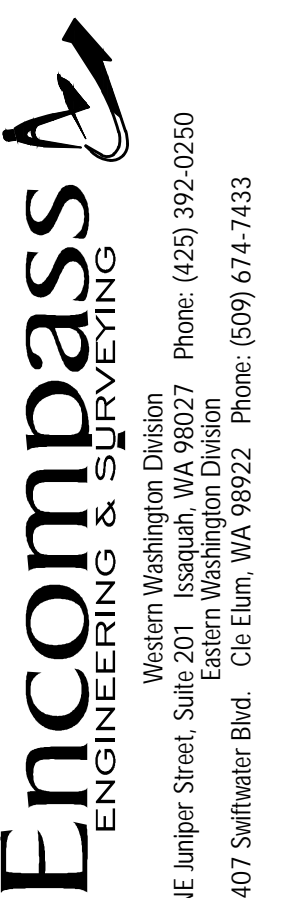 Encompass
ENGINEERING & SURVEYING
Western Washington Division
NE Juniper Street, Suite 201 Issaquah, WA 98027 Phone: (425) 392-0250
Eastern Washington Division
407 Swiftwater Blvd. Cle Elum, WA 98922 Phone: (509) 674-7433